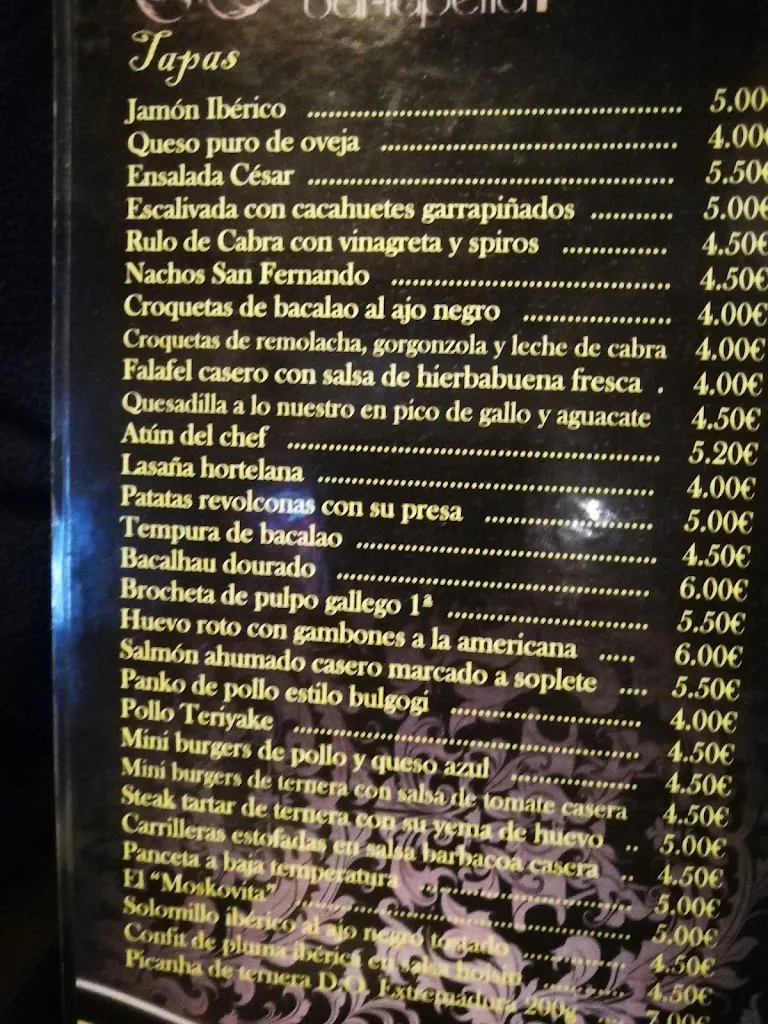 Tapas
Jamón Ibérico ........ 5.00
Queso puro de oveja ........ 4.00€
Ensalada César ........ 5.50€
Escalivada con cacahuetes garrapiñados ........ 5.00€
Rulo de Cabra con vinagreta y spiros ........ 4.50€
Nachos San Fernando ........ 4.50€
Croquetas de bacalao al ajo negro ........ 4.00€
Croquetas de remolacha, gorgonzola y leche de cabra 4.00€
Falafel casero con salsa de hierbabuena fresca . 4.00€
Quesadilla a lo nuestro en pico de gallo y aguacate 4.50€
Atún del chef ........ 5.20€
Lasaña hortelana ........ 4.00€
Patatas revolconas con su presa ........ 5.00€
Tempura de bacalao ........ 4.50€
Bacalhau dourado ........ 6.00€
Brocheta de pulpo gallego 1ª ........ 5.50€
Huevo roto con gambones a la americana ..... 6.00€
Salmón ahumado casero marcado a soplete .... 5.50€
Panko de pollo estilo bulgogi ........ 4.00€
Pollo Teriyake ........ 4.50€
Mini burgers de pollo y queso azul ........ 4.50€
Mini burgers de ternera con salsa de tomate casera 4.50€
Steak tartar de ternera con su yema de huevo .. 5.00€
Carrilleras estofadas en salsa barbacoa casera .. 4.50€
Panceta a baja temperatura ........ 5.00€
El "Moskovita" ........ 5.00€
Solomillo ibérico al ajo negro tostado ........ 4.50€
Confit de pluma ibérica en salsa hoisin ........ 4.50€
Picanha de ternera D.O. Extremadura 200g .... 7.00€